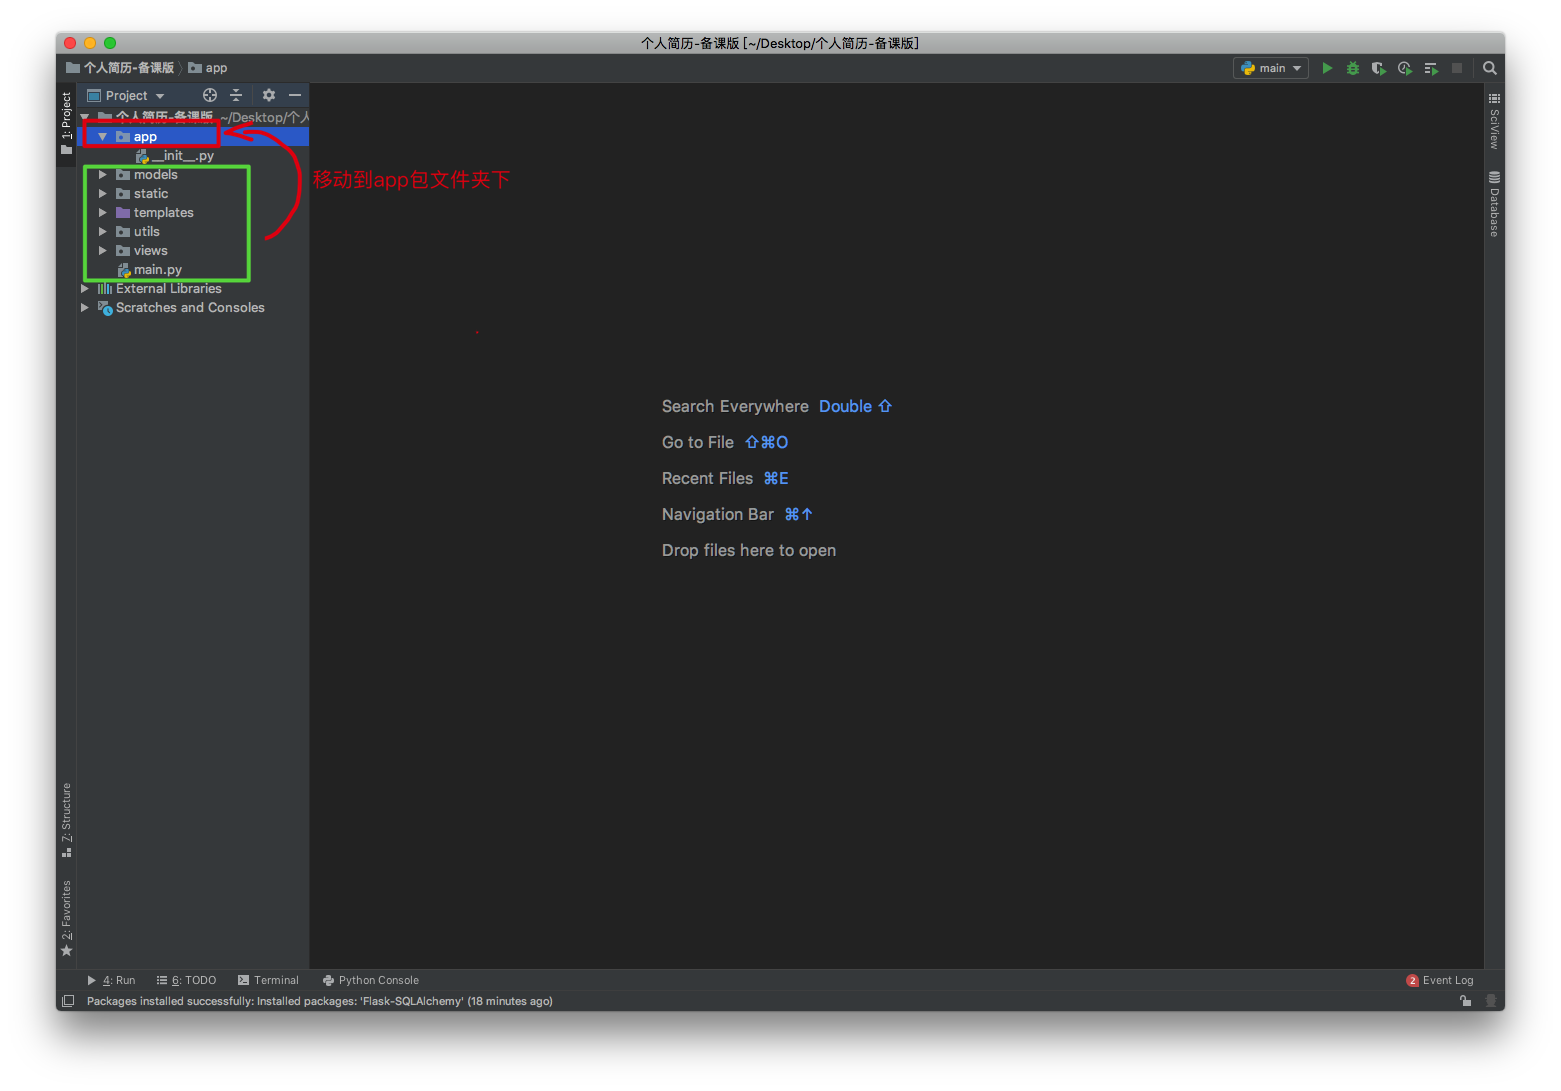 个人简历-备课版 [~/Desktop/个人简历-备课版]
个人简历-备课版 app
main
Project
1: Project
个人简历-备课版 ~/Desktop/个人
app
__init__.py
models
static
templates
utils
views
main.py
External Libraries
Scratches and Consoles
移动到app包文件夹下
Search Everywhere Double ⇧
Go to File ⇧⌘O
Recent Files ⌘E
Navigation Bar ⌘↑
Drop files here to open
SciView
Database
7: Structure
2: Favorites
4: Run 6: TODO Terminal Python Console
2 Event Log
Packages installed successfully: Installed packages: 'Flask-SQLAlchemy' (18 minutes ago)